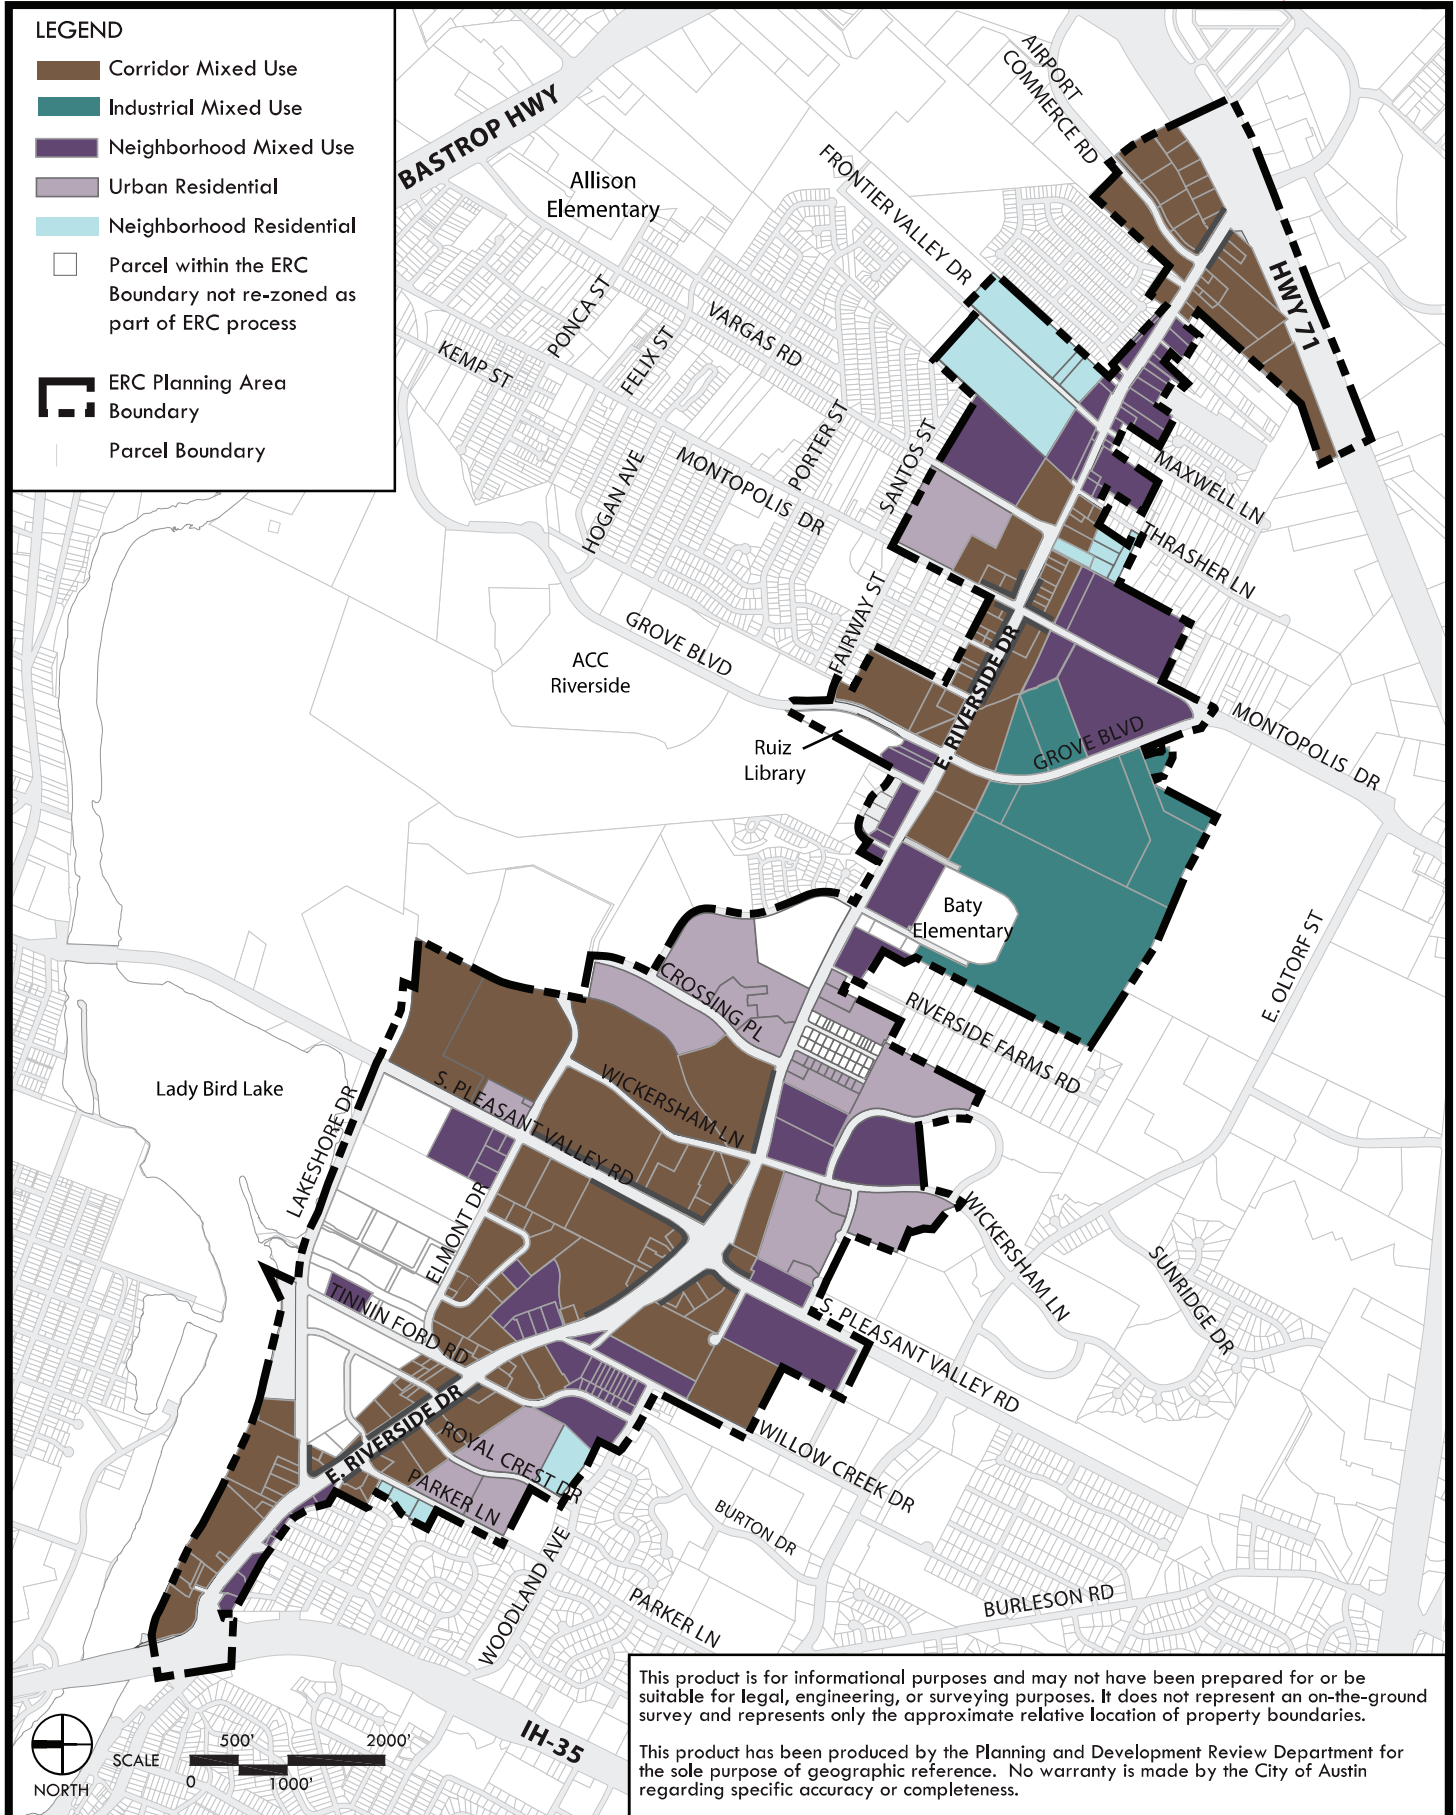 LEGEND
Corridor Mixed Use
Industrial Mixed Use
Neighborhood Mixed Use
Urban Residential
Neighborhood Residential
Parcel within the ERC
Boundary not re-zoned as
part of ERC process
ERC Planning Area
Boundary
Parcel Boundary
BASTROP HWY
AIRPORT
COMMERCE RD
Allison
Elementary
FRONTIER VALLEY DR
HWY 71
PONCA ST
VARGAS RD
FELIX ST
KEMP ST
PORTER ST
SANTOS ST
MONTOPOLIS DR
HOGAN AVE
MAXWELL LN
THRASHER LN
FAIRWAY ST
GROVE BLVD
ACC
Riverside
E. RIVERSIDE DR
MONTOPOLIS DR
GROVE BLVD
Ruiz
Library
Baty
Elementary
E. OLTORF ST
CROSSING PL
RIVERSIDE FARMS RD
Lady Bird Lake
LAKESHORE DR
S. PLEASANT VALLEY RD
WICKERSHAM LN
ELMONT DR
WICKERSHAM LN
SUNRIDGE DR
TINNIN FORD RD
S. PLEASANT VALLEY RD
E. RIVERSIDE DR
ROYAL CREST DR
PARKER LN
WILLOW CREEK DR
BURTON DR
WOODLAND AVE
PARKER LN
BURLESON RD
IH-35
NORTH
SCALE
500'
2000'
0
1000'
This product is for informational purposes and may not have been prepared for or be
suitable for legal, engineering, or surveying purposes. It does not represent an on-the-ground
survey and represents only the approximate relative location of property boundaries.
This product has been produced by the Planning and Development Review Department for
the sole purpose of geographic reference.  No warranty is made by the City of Austin
regarding specific accuracy or completeness.